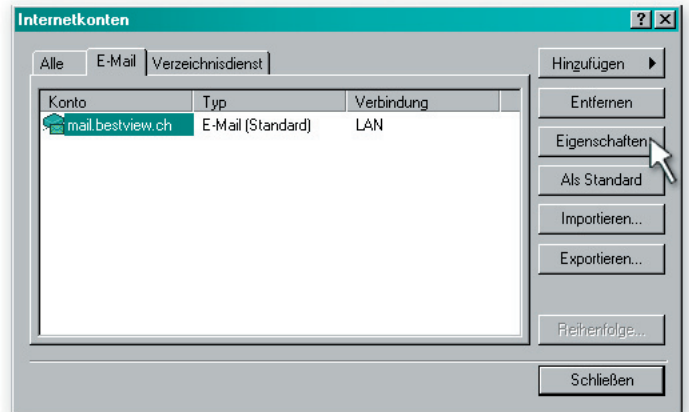 Internetkonten
Alle E-Mail Verzeichnisdienst
Konto Typ Verbindung
mail.bestview.ch E-Mail (Standard) LAN
Hinzufügen
Entfernen
Eigenschaften
Als Standard
Importieren...
Exportieren...
Reihenfolge...
Schließen